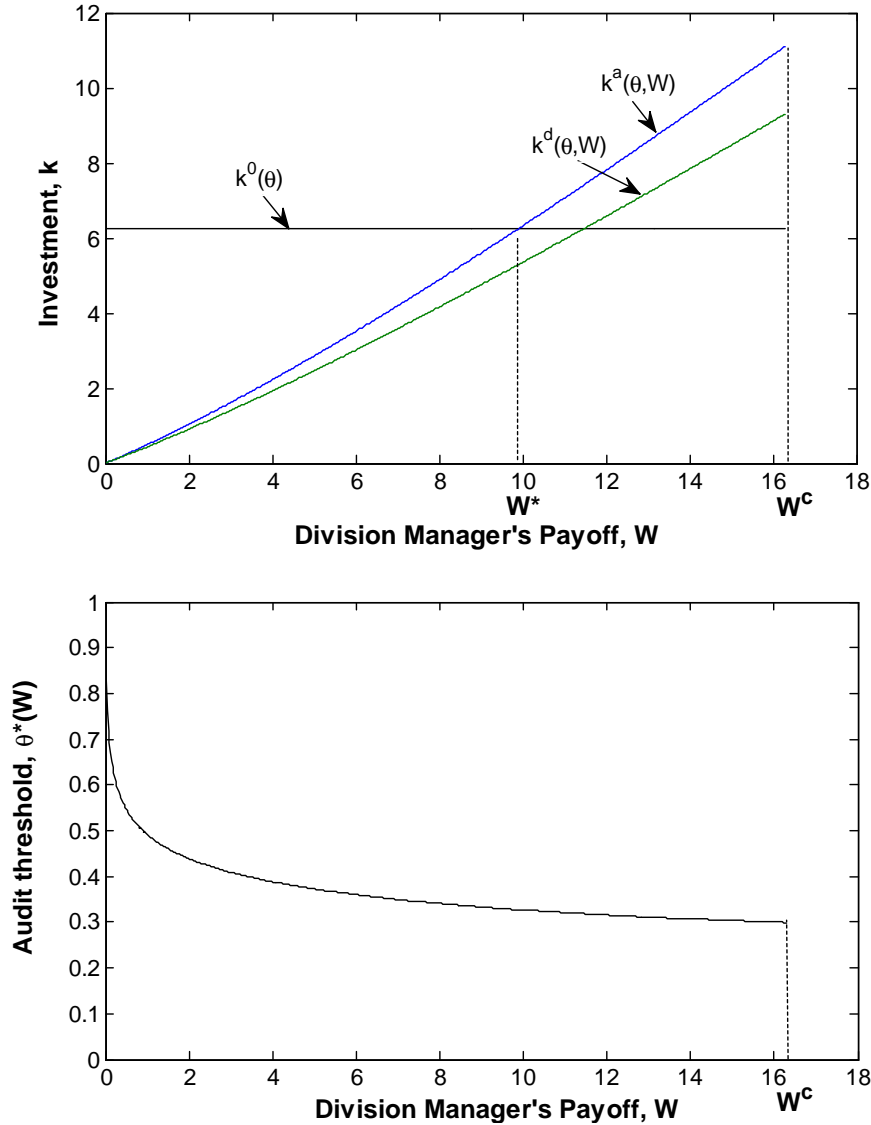 12
10
8
6
4
2
0
Investment, k
k^a(θ,W)
k^d(θ,W)
k^0(θ)
0 2 4 6 8 10 12 14 16 18
W* W^c
Division Manager's Payoff, W
1
0.9
0.8
0.7
0.6
0.5
0.4
0.3
0.2
0.1
0
Audit threshold, θ*(W)
0 2 4 6 8 10 12 14 16 18
Division Manager's Payoff, W W^c